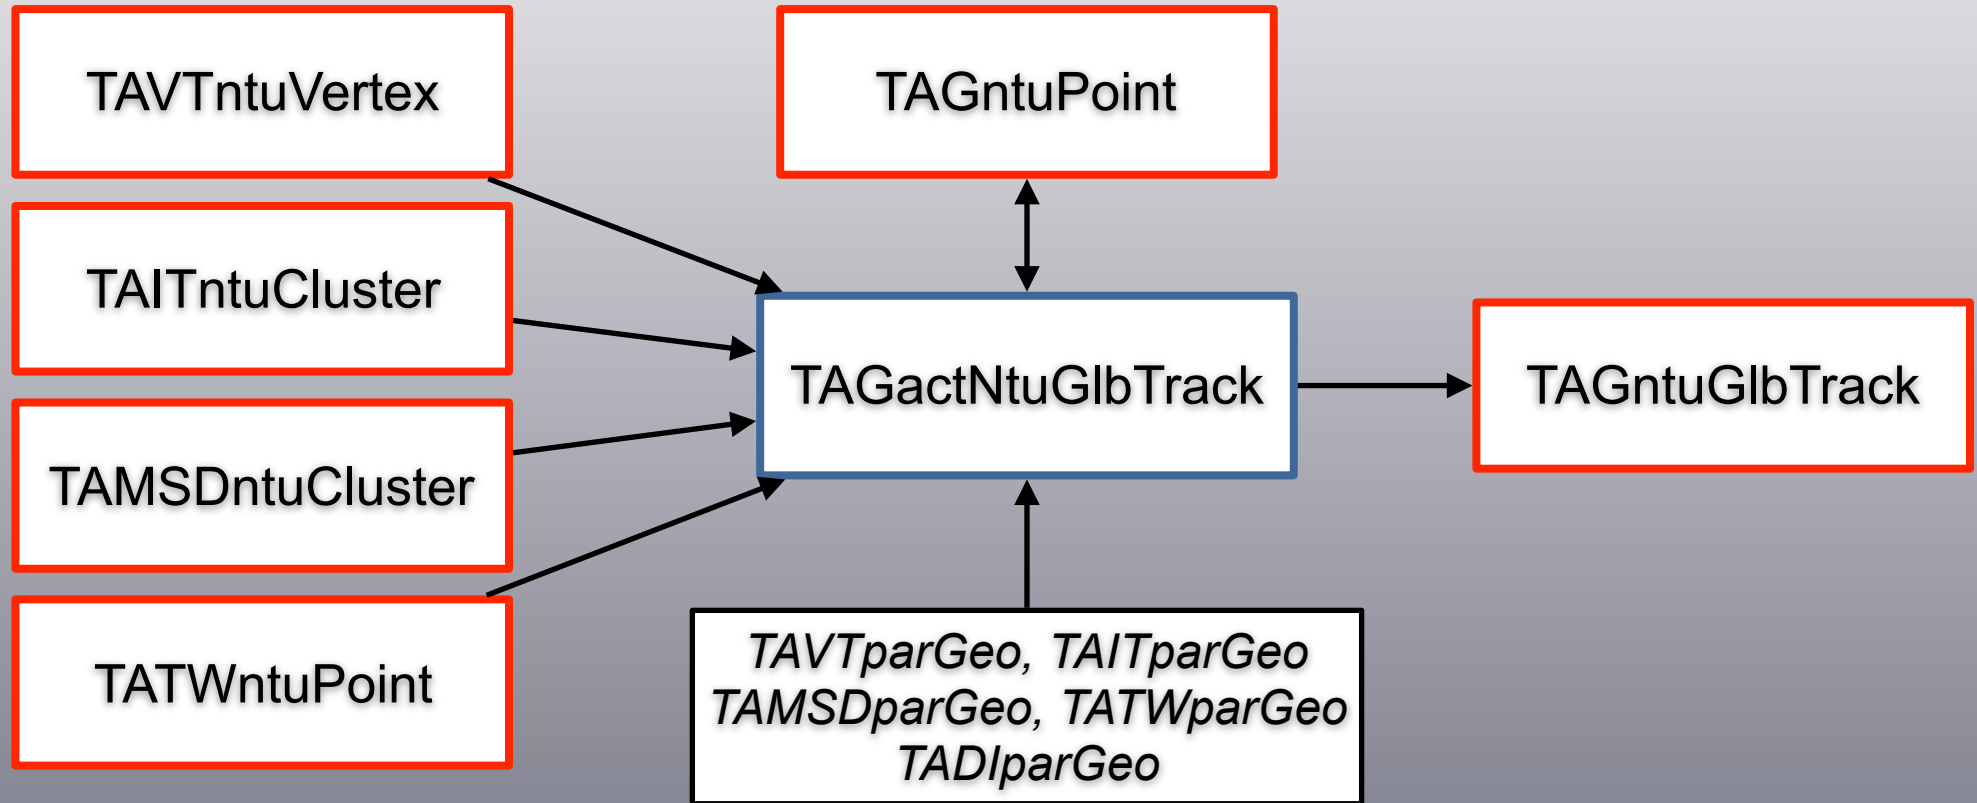 TAVTntuVertex
TAGntuPoint
TAITntuCluster
TAGactNtuGlbTrack
TAGntuGlbTrack
TAMSDntuCluster
TATWntuPoint
TAVTparGeo, TAITparGeo
TAMSDparGeo, TATWparGeo
TADIparGeo